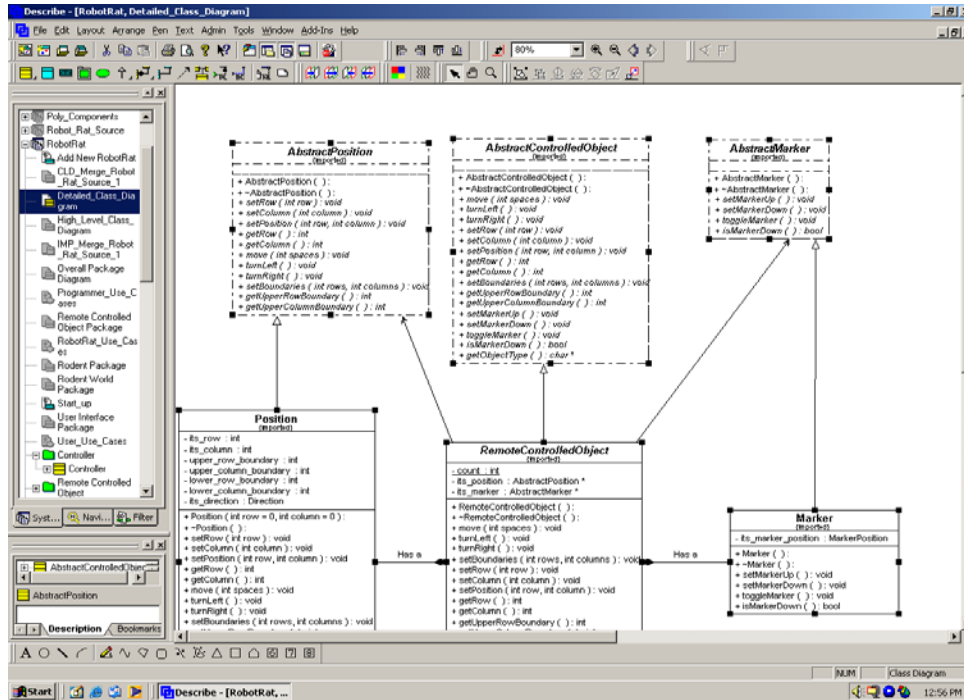 Describe - [RobotRat, Detailed_Class_Diagram]
File Edit Layout Arrange Pen Text Admin Tools Window Add-Ins Help
80%
Poly_Components
Robot_Rat_Source
RobotRat
Add New RobotRat
CLD_Merge_Robot
_Rat_Source_1
Detailed_Class_Dia
gram
High_Level_Class_
Diagram
IMP_Merge_Robot
_Rat_Source_1
Overall Package
Diagram
Programmer_Use_C
ases
Remote Controlled
Object Package
RobotRat_Use_Cas
es
Rodent Package
Rodent World
Package
Start_up
User Interface
Package
User_Use_Cases
Controller
Controller
Remote Controlled
Object
Syst... Navi... Filter
AbstractControlledObjec
AbstractPosition
Description Bookmarks
AbstractPosition
(imported)
+ AbstractPosition ( ) :
+ ~AbstractPosition ( ) :
+ setRow ( int row ) : void
+ setColumn ( int column ) : void
+ setPosition ( int row, int column ) : void
+ getRow ( ) : int
+ getColumn ( ) : int
+ move ( int spaces ) : void
+ turnLeft ( ) : void
+ turnRight ( ) : void
+ setBoundaries ( int rows, int columns ) : void
+ getUpperRowBoundary ( ) : int
+ getUpperColumnBoundary ( ) : int
AbstractControlledObject
(imported)
+ AbstractControlledObject ( ) :
+ ~AbstractControlledObject ( ) :
+ move ( int spaces ) : void
+ turnLeft ( ) : void
+ turnRight ( ) : void
+ setRow ( int row ) : void
+ setColumn ( int column ) : void
+ setPosition ( int row, int column ) : void
+ getRow ( ) : int
+ getColumn ( ) : int
+ setBoundaries ( int rows, int columns ) : void
+ getUpperRowBoundary ( ) : int
+ getUpperColumnBoundary ( ) : int
+ setMarkerUp ( ) : void
+ setMarkerDown ( ) : void
+ toggleMarker ( ) : void
+ isMarkerDown ( ) : bool
+ getObjectType ( ) : char *
AbstractMarker
(imported)
+ AbstractMarker ( ) :
+ ~AbstractMarker ( ) :
+ setMarkerUp ( ) : void
+ setMarkerDown ( ) : void
+ toggleMarker ( ) : void
+ isMarkerDown ( ) : bool
Position
(imported)
- its_row : int
- its_column : int
- upper_row_boundary : int
- upper_column_boundary : int
- lower_row_boundary : int
- lower_column_boundary : int
- its_direction : Direction
+ Position ( int row = 0, int column = 0 ) :
+ ~Position ( ) :
+ setRow ( int row ) : void
+ setColumn ( int column ) : void
+ setPosition ( int row, int column ) : void
+ getRow ( ) : int
+ getColumn ( ) : int
+ move ( int spaces ) : void
+ turnLeft ( ) : void
+ turnRight ( ) : void
+ setBoundaries ( int rows, int columns ) : void
Has a
RemoteControlledObject
(imported)
- count : int
- its_position : AbstractPosition *
- its_marker : AbstractMarker *
+ RemoteControlledObject ( ) :
+ ~RemoteControlledObject ( ) :
+ move ( int spaces ) : void
+ turnLeft ( ) : void
+ turnRight ( ) : void
+ setBoundaries ( int rows, int columns ) : void
+ setRow ( int row ) : void
+ setColumn ( int column ) : void
+ setPosition ( int row, int column ) : void
+ getRow ( ) : int
+ getColumn ( ) : int
+ getUpperRowBoundary ( ) : int
Has a
Marker
(imported)
- its_marker_position : MarkerPosition
+ Marker ( ) :
+ ~Marker ( ) :
+ setMarkerUp ( ) : void
+ setMarkerDown ( ) : void
+ toggleMarker ( ) : void
+ isMarkerDown ( ) : bool
NUM Class Diagram
Start Describe - [RobotRat, ... 12:56 PM